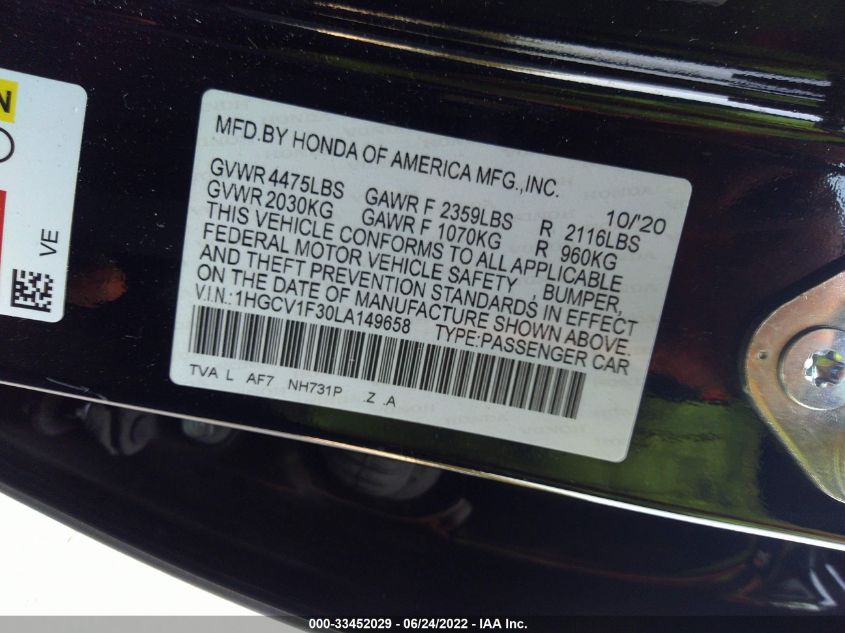 N
VE
MFD.BY HONDA OF AMERICA MFG.,INC.
GVWR 4475LBS GAWR F 2359LBS R 2116LBS 10/'20
GVWR 2030KG GAWR F 1070KG R 960KG
THIS VEHICLE CONFORMS TO ALL APPLICABLE
FEDERAL MOTOR VEHICLE SAFETY , BUMPER,
AND THEFT PREVENTION STANDARDS IN EFFECT
ON THE DATE OF MANUFACTURE SHOWN ABOVE.
V.I.N.:1HGCV1F30LA149658 TYPE:PASSENGER CAR
TVA L AF7 NH731P .Z .A
000-33452029 - 06/24/2022 - IAA Inc.